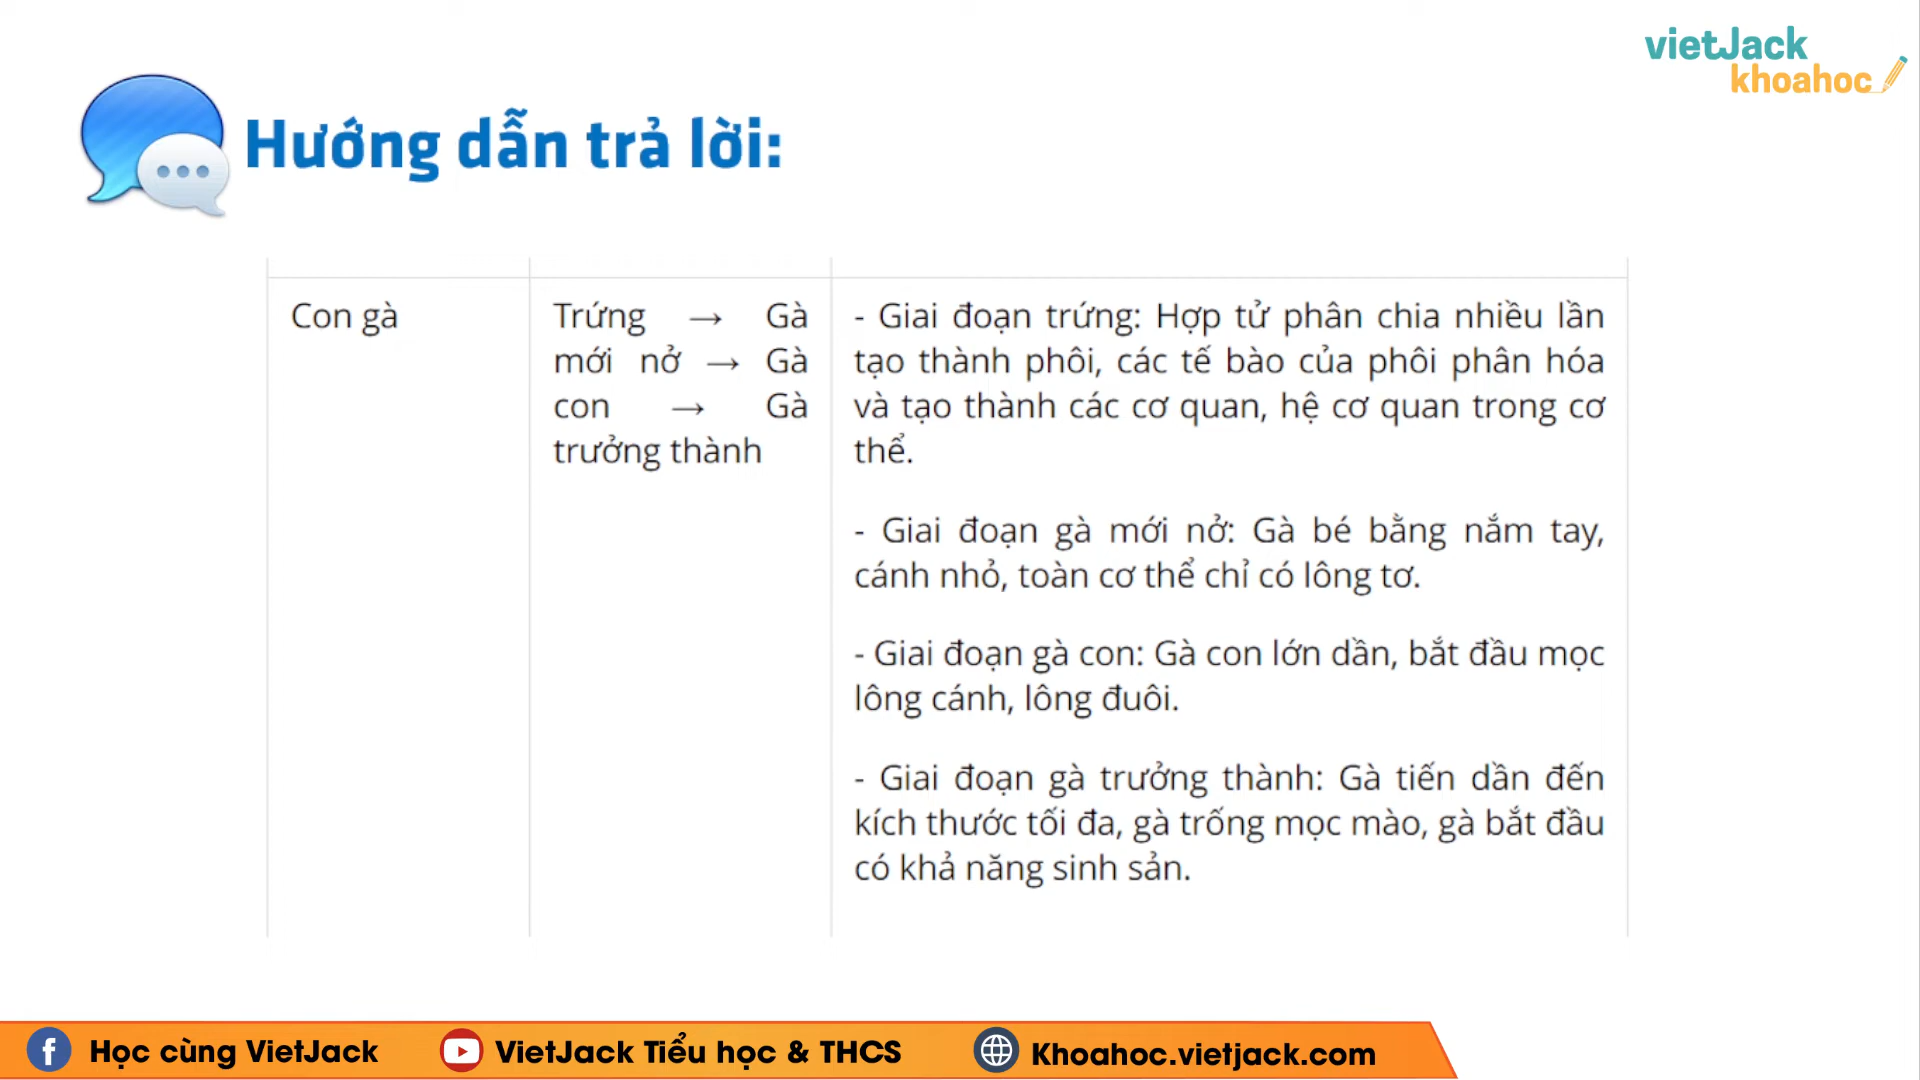 vietJack
khoahoc
Hướng dẫn trả lời:
Con gà
Trứng → Gà
mới nở → Gà
con → Gà
trưởng thành
- Giai đoạn trứng: Hợp tử phân chia nhiều lần
tạo thành phôi, các tế bào của phôi phân hóa
và tạo thành các cơ quan, hệ cơ quan trong cơ
thể.
- Giai đoạn gà mới nở: Gà bé bằng nắm tay,
cánh nhỏ, toàn cơ thể chỉ có lông tơ.
- Giai đoạn gà con: Gà con lớn dần, bắt đầu mọc
lông cánh, lông đuôi.
- Giai đoạn gà trưởng thành: Gà tiến dần đến
kích thước tối đa, gà trống mọc mào, gà bắt đầu
có khả năng sinh sản.
Học cùng VietJack
VietJack Tiểu học & THCS
Khoahoc.vietjack.com